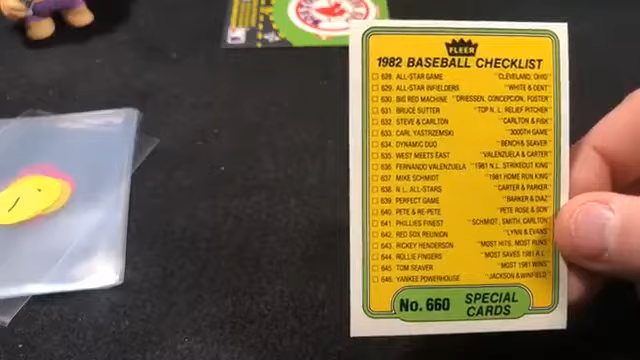 FLEER
1982 BASEBALL CHECKLIST
628 ALL-STAR GAME "CLEVELAND, OHIO"
629 ALL-STAR INFIELDERS "WHITE & DENT"
630 BIG RED MACHINE "DRIESSEN, CONCEPCION, FOSTER"
631 BRUCE SUTTER "TOP N.L. RELIEF PITCHER"
632 STEVE & CARLTON "CARLTON & FISK"
633 CARL YASTRZEMSKI "3000TH GAME"
634 DYNAMIC DUO "BENCH & SEAVER"
635 WEST MEETS EAST "VALENZUELA & CARTER"
636 FERNANDO VALENZUELA "1981 N.L. STRIKEOUT KING"
637 MIKE SCHMIDT "1981 HOME RUN KING"
638 N.L. ALL-STARS "CARTER & PARKER"
639 PERFECT GAME "BARKER & DIAZ"
640 PETE & RE-PETE "PETE ROSE & SON"
641 PHILLIES FINEST "SCHMIDT, SMITH, CARLTON"
642 RED SOX REUNION "LYNN & EVANS"
643 RICKEY HENDERSON "MOST HITS, MOST RUNS"
644 ROLLIE FINGERS "MOST SAVES 1981 A.L."
645 TOM SEAVER "MOST 1981 WINS"
646 YANKEE POWERHOUSE "JACKSON & WINFIELD"
No. 660 SPECIAL CARDS